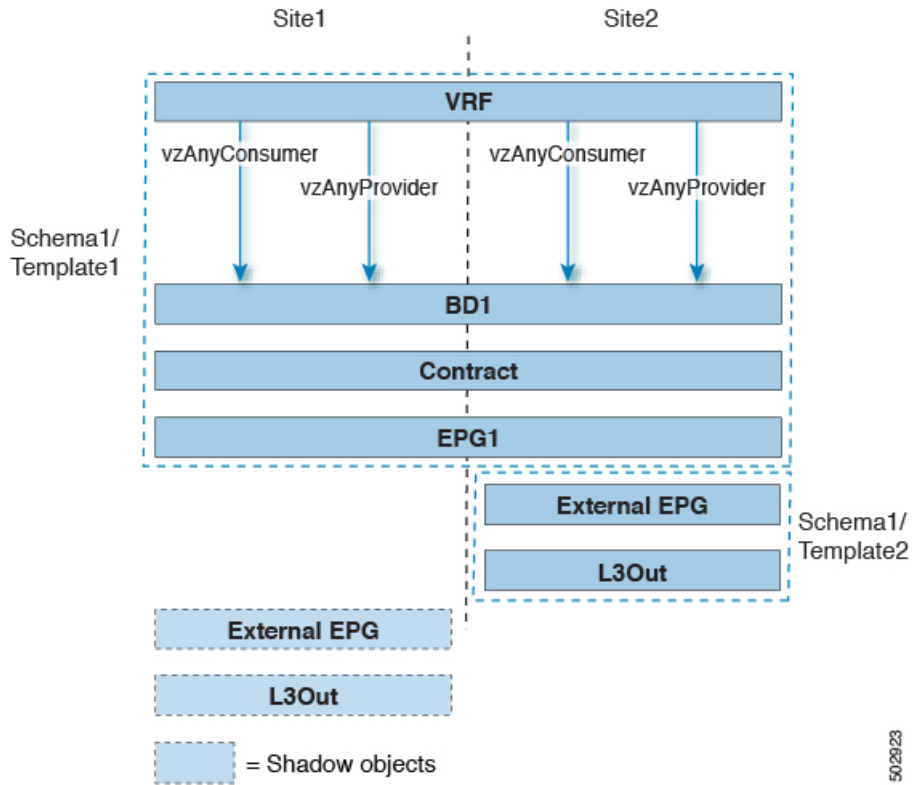 Site1
Site2
VRF
vzAnyConsumer
vzAnyProvider
vzAnyConsumer
vzAnyProvider
Schema1/
Template1
BD1
Contract
EPG1
External EPG
L3Out
Schema1/
Template2
External EPG
L3Out
= Shadow objects
502923